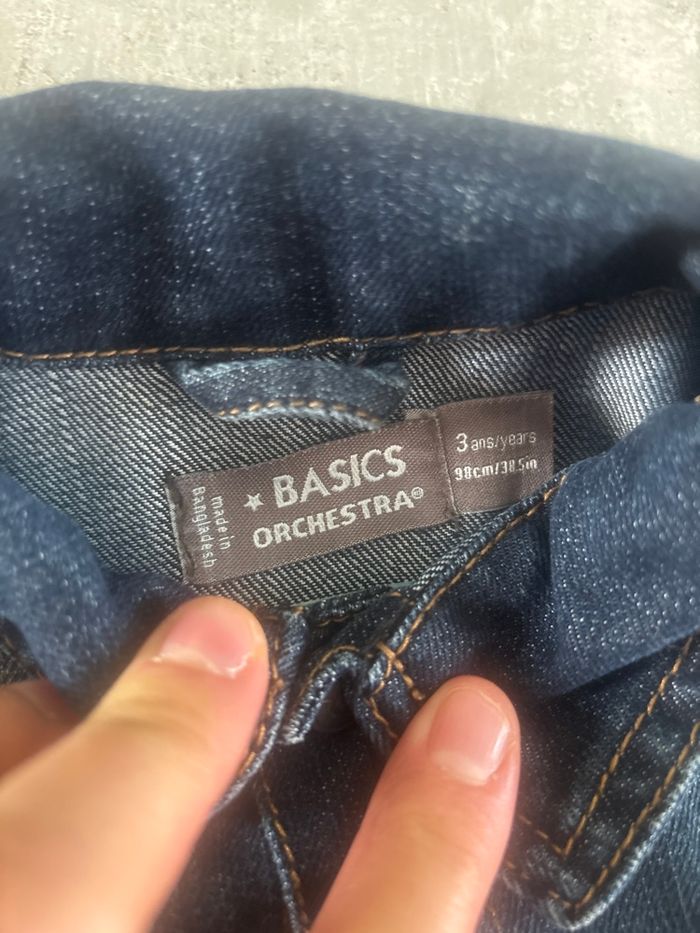 made in
Bangladesh
★ BASICS
ORCHESTRA®
3 ans/years
98cm/38.5in